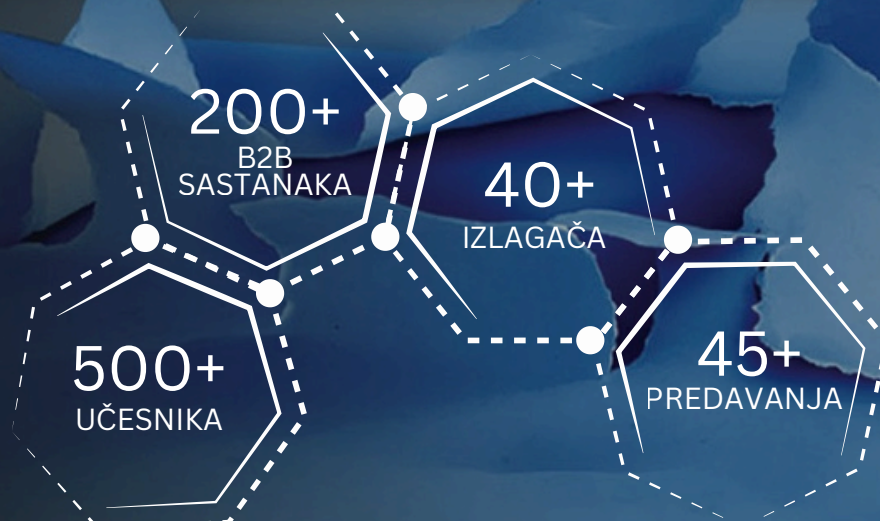 200+
B2B
SASTANAKA
40+
IZLAGAČA
500+
UČESNIKA
45+
PREDAVANJA